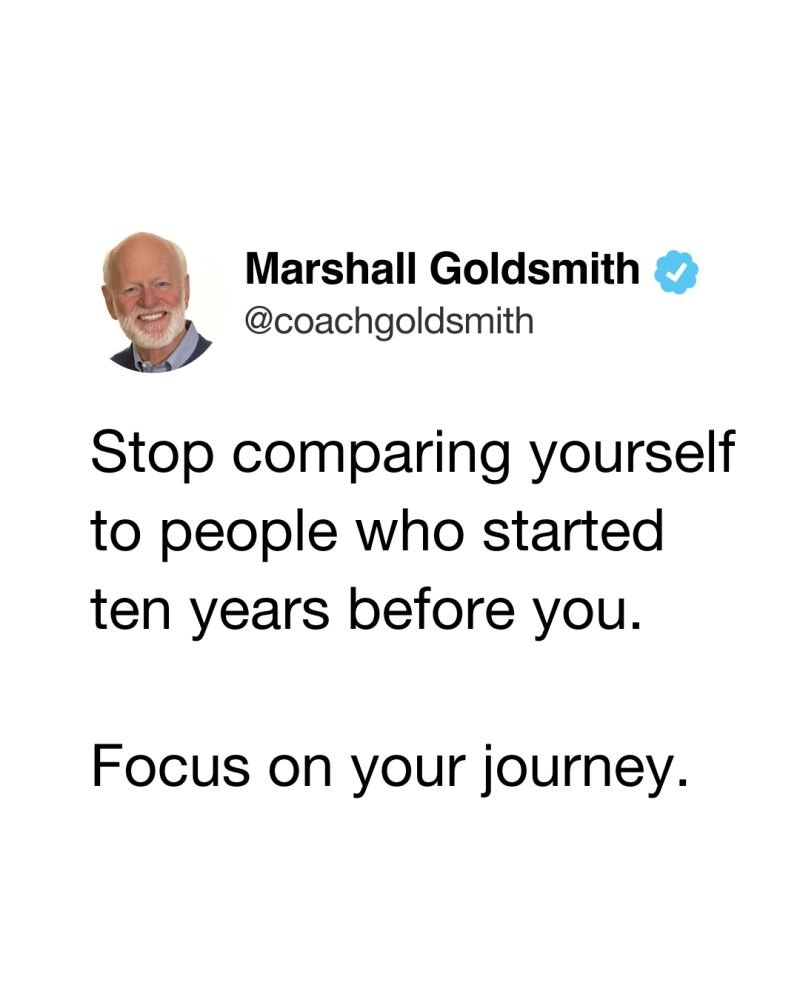 Marshall Goldsmith
@coachgoldsmith
Stop comparing yourself
to people who started
ten years before you.
Focus on your journey.